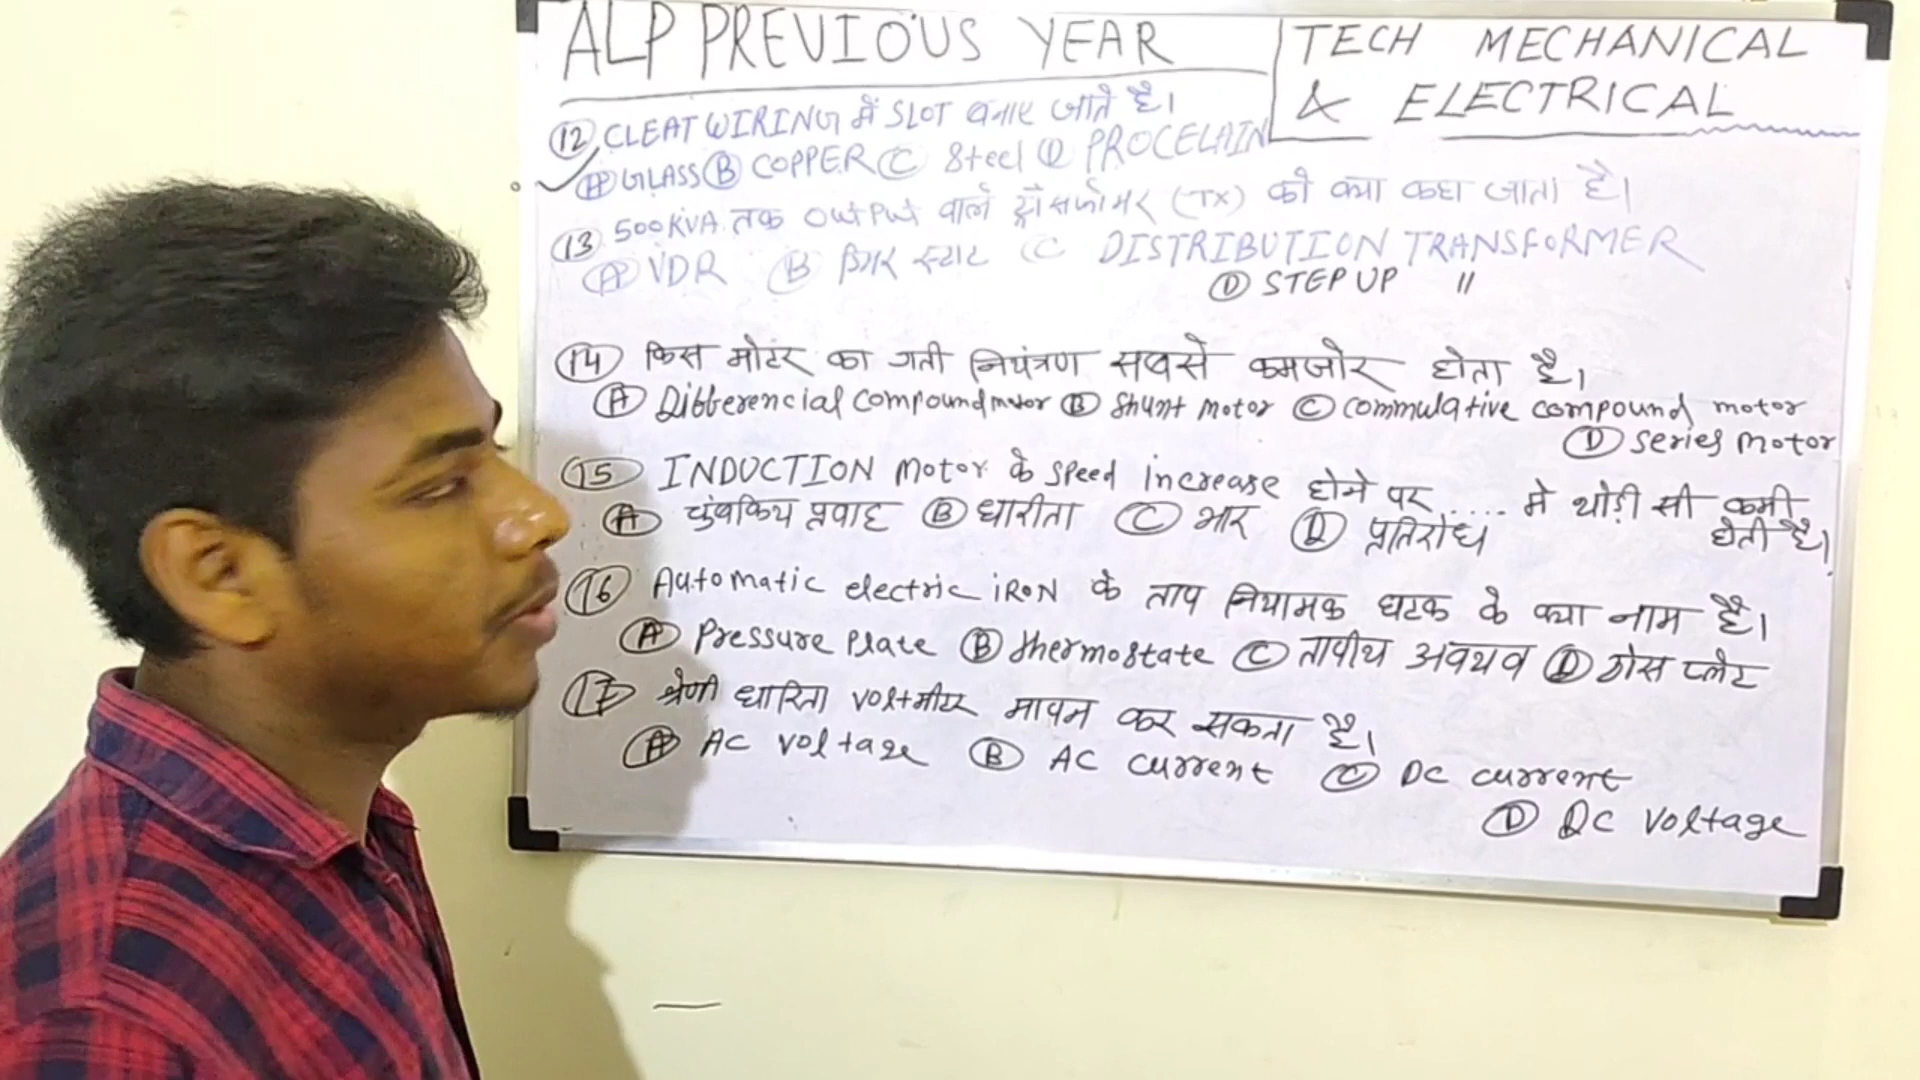 ALP PREVIOUS YEAR
TECH MECHANICAL
& ELECTRICAL
12 CLEAT WIRING में SLOT बनाए जाते है।
A GLASS B COPPER C Steel D PROCELAIN
13 500KVA तक OUTPUT वाले ट्राँसफोमर (TX) को क्या कहा जाता है।
A VDR B स्टार C DISTRIBUTION TRANSFORMER
D STEP UP "
14 किस मोटर का गती नियंत्रण सबसे कमजोर होता है।
A Differencial compound motor B Shunt motor C Commulative compound motor
D Series motor
15 INDUCTION Motor के speed increase होने पर ..... मे थोड़ी सी कमी
होती है।
A चुंबकिय प्रवाह B धारीता C भार D प्रतिरोध
16 Automatic electric iRON के ताप नियामक घटक के क्या नाम है।
A Pressure Plate B thermostate C तापीय अवयव D ठोस प्लेट
17 श्रेणी धारिता voltमीटर मापन कर सकता है।
A AC voltage B AC current C DC current
D DC voltage